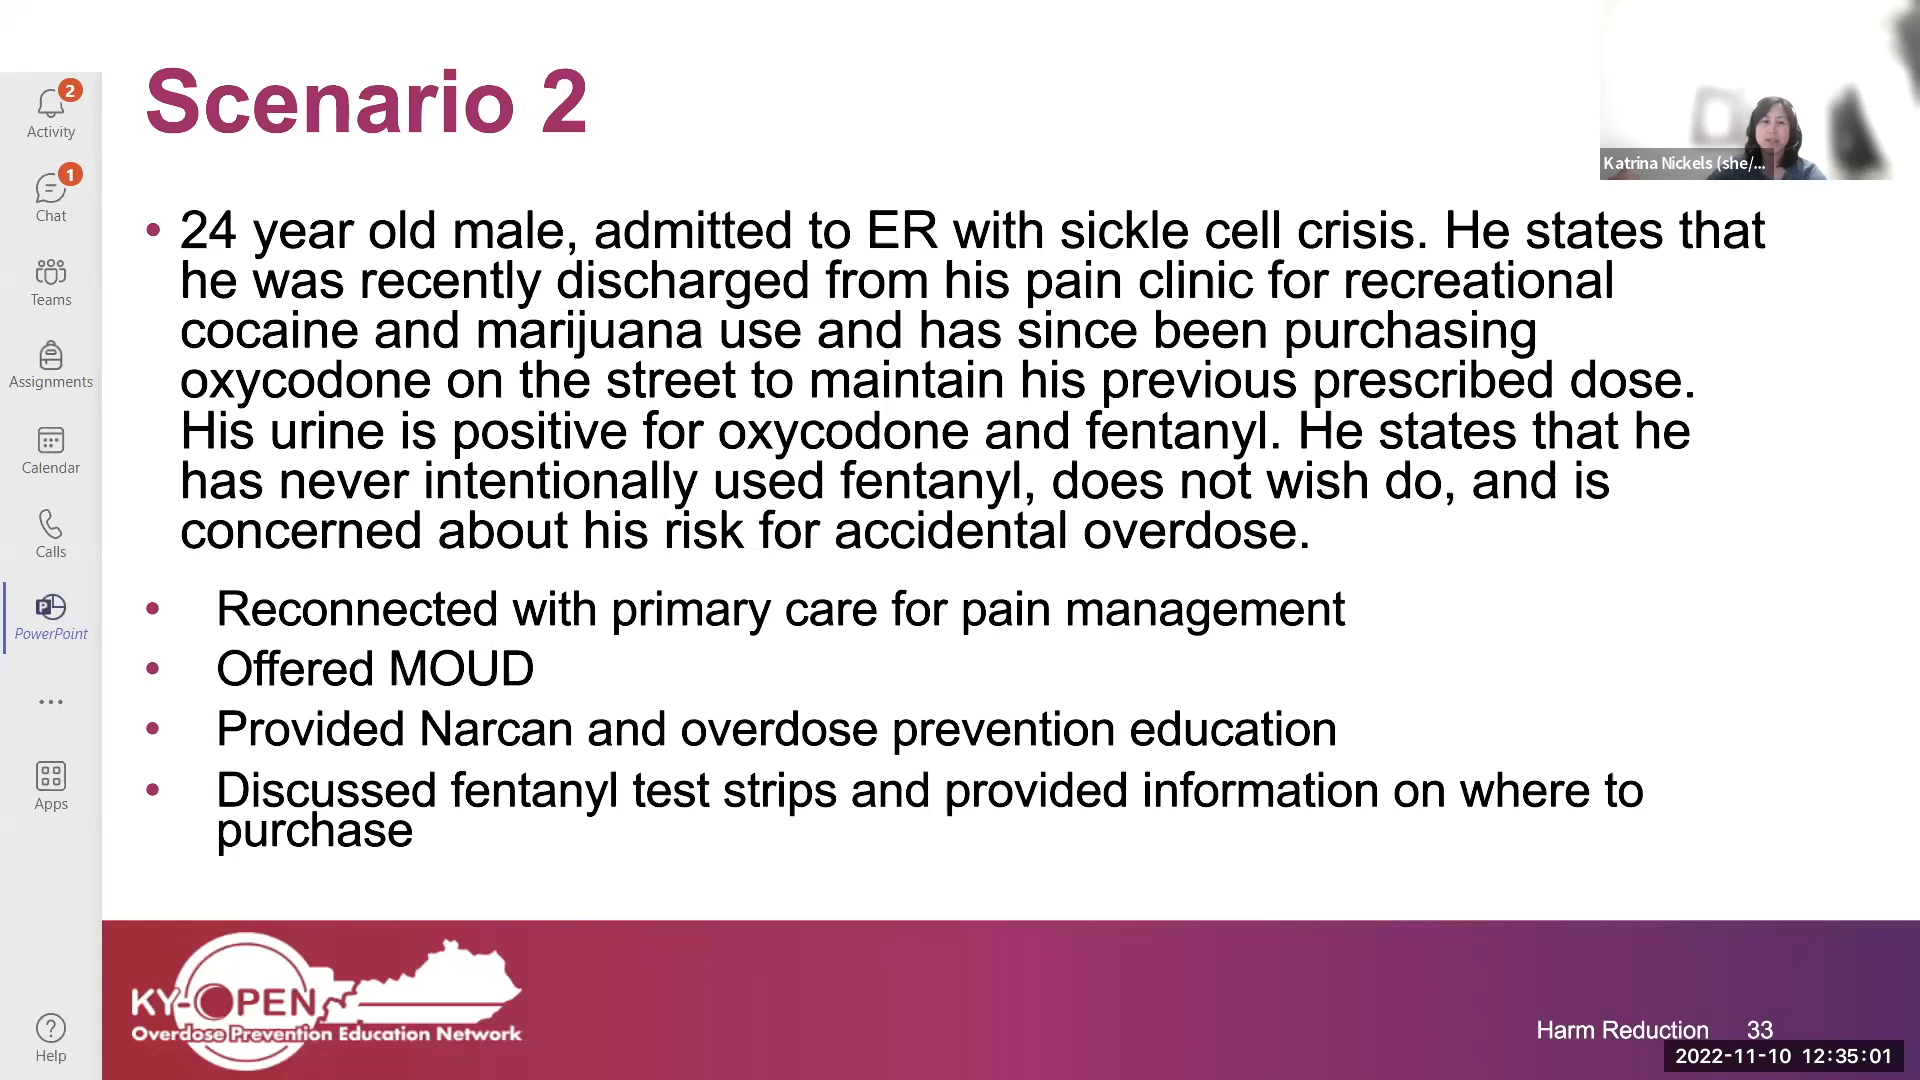 Scenario 2
Katrina Nickels (she/...
2
Activity
1
Chat
Teams
Assignments
Calendar
Calls
PowerPoint
...
Apps
Help
• 24 year old male, admitted to ER with sickle cell crisis. He states that
he was recently discharged from his pain clinic for recreational
cocaine and marijuana use and has since been purchasing
oxycodone on the street to maintain his previous prescribed dose.
His urine is positive for oxycodone and fentanyl. He states that he
has never intentionally used fentanyl, does not wish do, and is
concerned about his risk for accidental overdose.
• Reconnected with primary care for pain management
• Offered MOUD
• Provided Narcan and overdose prevention education
• Discussed fentanyl test strips and provided information on where to
purchase
KY-OPEN
Overdose Prevention Education Network
Harm Reduction 33
2022-11-10 12:35:01